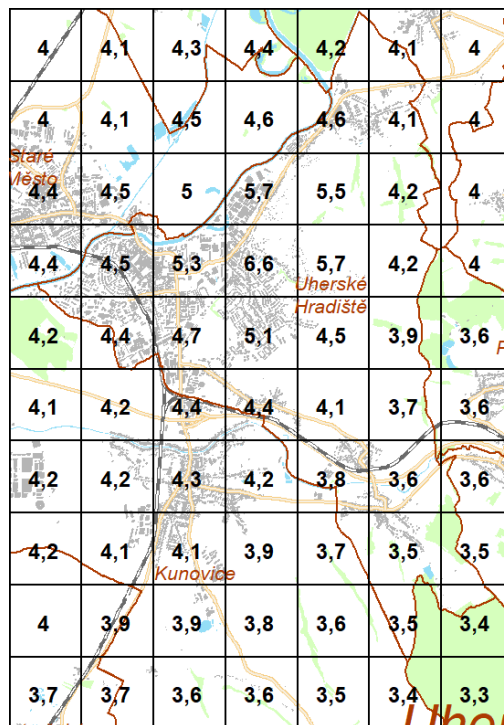 4 4,1 4,3 4,4 4,2 4,1 4
4 4,1 4,5 4,6 4,6 4,1 4
Staré
Město
4,4 4,5 5 5,7 5,5 4,2 4
4,4 4,5 5,3 6,6 5,7 4,2 4
Uherské
Hradiště
4,2 4,4 4,7 5,1 4,5 3,9 3,6
4,1 4,2 4,4 4,4 4,1 3,7 3,6
4,2 4,2 4,3 4,2 3,8 3,6 3,6
4,2 4,1 4,1 3,9 3,7 3,5 3,5
Kunovice
4 3,9 3,9 3,8 3,6 3,5 3,4
3,7 3,7 3,6 3,6 3,5 3,4 3,3